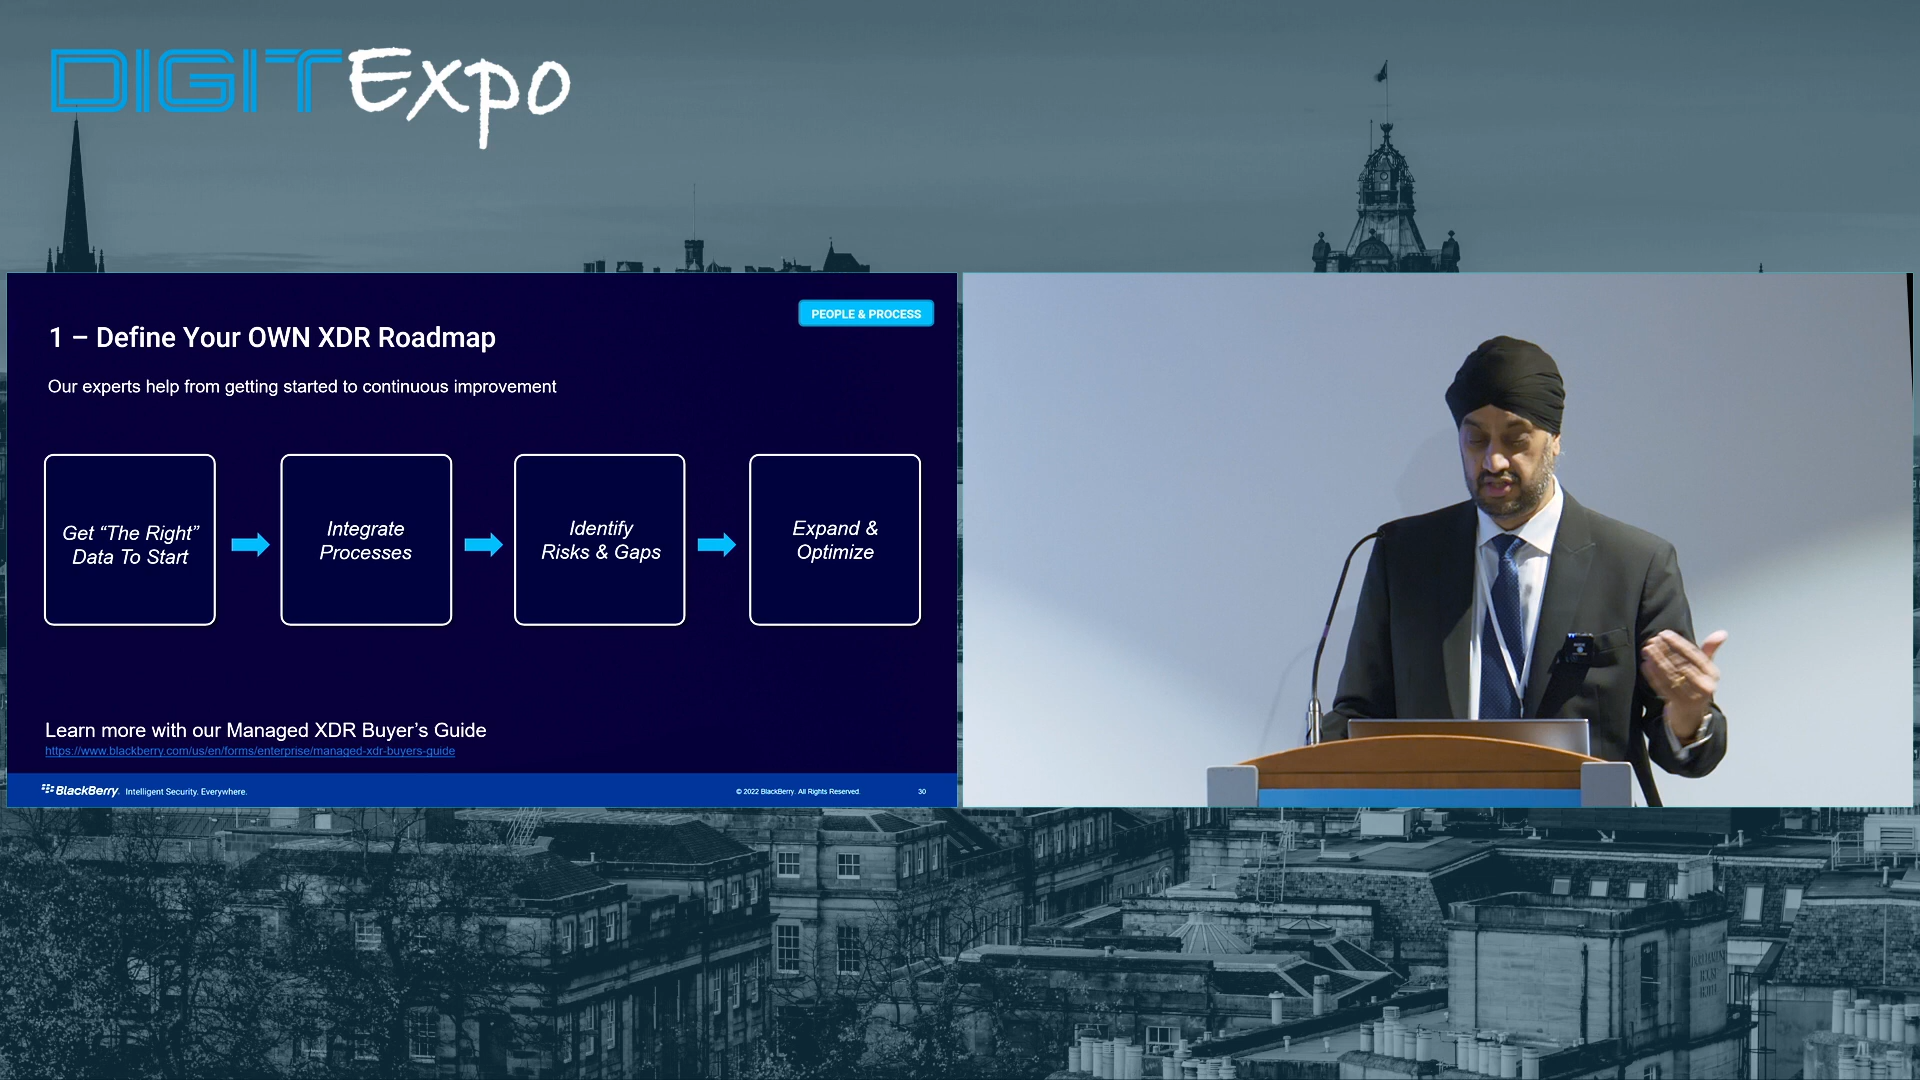 DIGIT Expo
PEOPLE & PROCESS
1 – Define Your OWN XDR Roadmap
Our experts help from getting started to continuous improvement
Get “The Right”
Data To Start
Integrate
Processes
Identify
Risks & Gaps
Expand &
Optimize
Learn more with our Managed XDR Buyer’s Guide
https://www.blackberry.com/us/en/forms/enterprise/managed-xdr-buyers-guide
BlackBerry. Intelligent Security. Everywhere.
© 2022 BlackBerry. All Rights Reserved.
30